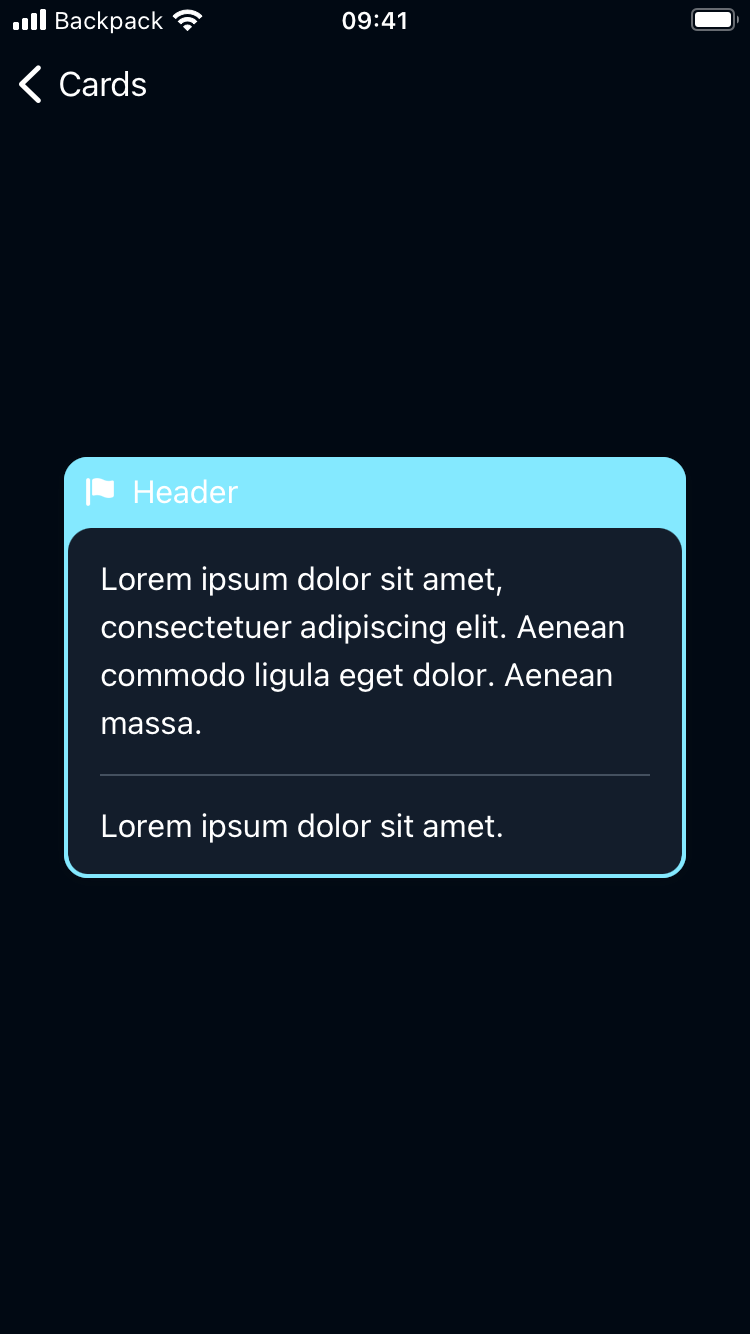 Backpack 09:41
Cards
Header
Lorem ipsum dolor sit amet,
consectetuer adipiscing elit. Aenean
commodo ligula eget dolor. Aenean
massa.
Lorem ipsum dolor sit amet.